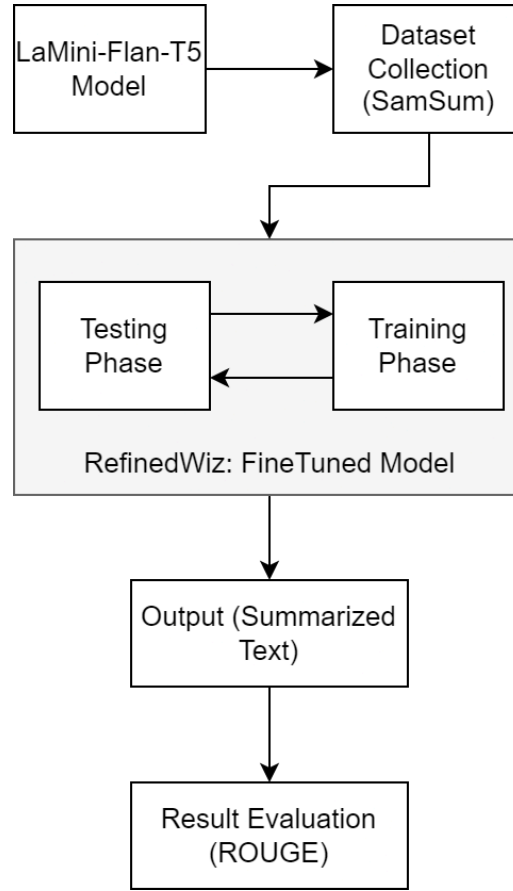 LaMini-Flan-T5
Model
Dataset
Collection
(SamSum)
Testing
Phase
Training
Phase
RefinedWiz: FineTuned Model
Output (Summarized
Text)
Result Evaluation
(ROUGE)